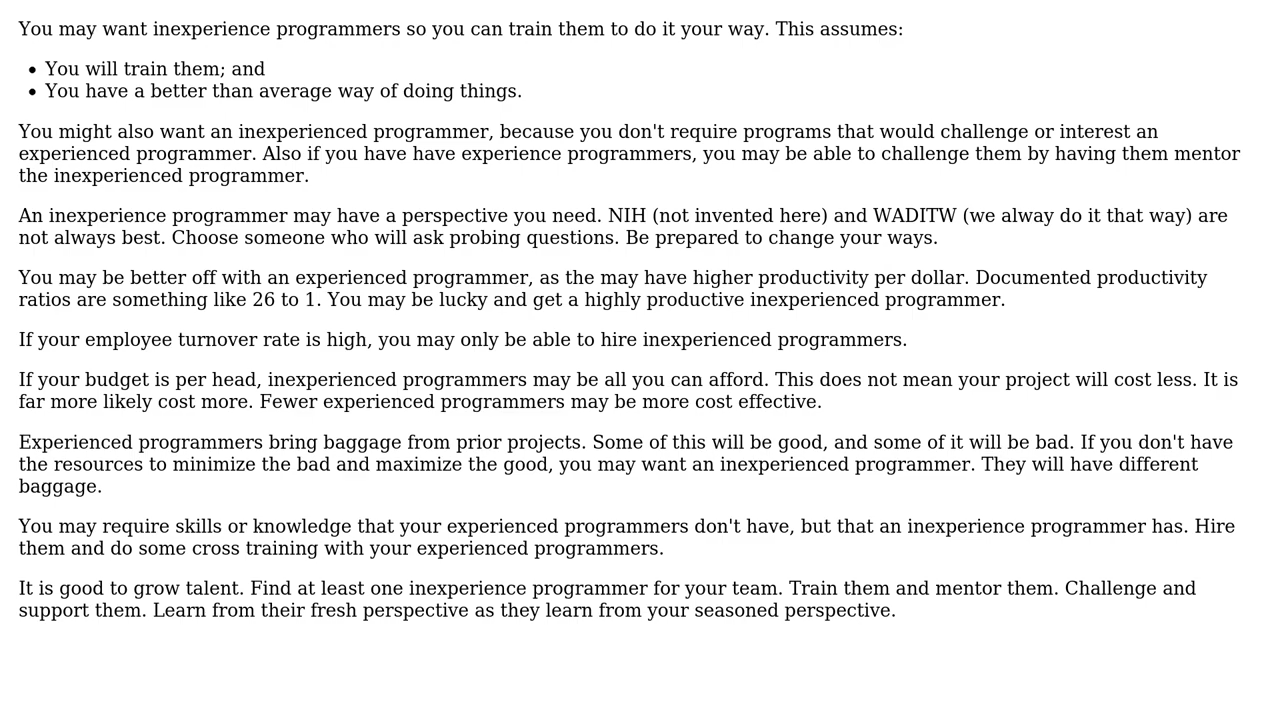 You may want inexperience programmers so you can train them to do it your way. This assumes:
• You will train them; and
• You have a better than average way of doing things.
You might also want an inexperienced programmer, because you don't require programs that would challenge or interest an
experienced programmer. Also if you have have experience programmers, you may be able to challenge them by having them mentor
the inexperienced programmer.
An inexperience programmer may have a perspective you need. NIH (not invented here) and WADITW (we alway do it that way) are
not always best. Choose someone who will ask probing questions. Be prepared to change your ways.
You may be better off with an experienced programmer, as the may have higher productivity per dollar. Documented productivity
ratios are something like 26 to 1. You may be lucky and get a highly productive inexperienced programmer.
If your employee turnover rate is high, you may only be able to hire inexperienced programmers.
If your budget is per head, inexperienced programmers may be all you can afford. This does not mean your project will cost less. It is
far more likely cost more. Fewer experienced programmers may be more cost effective.
Experienced programmers bring baggage from prior projects. Some of this will be good, and some of it will be bad. If you don't have
the resources to minimize the bad and maximize the good, you may want an inexperienced programmer. They will have different
baggage.
You may require skills or knowledge that your experienced programmers don't have, but that an inexperience programmer has. Hire
them and do some cross training with your experienced programmers.
It is good to grow talent. Find at least one inexperience programmer for your team. Train them and mentor them. Challenge and
support them. Learn from their fresh perspective as they learn from your seasoned perspective.